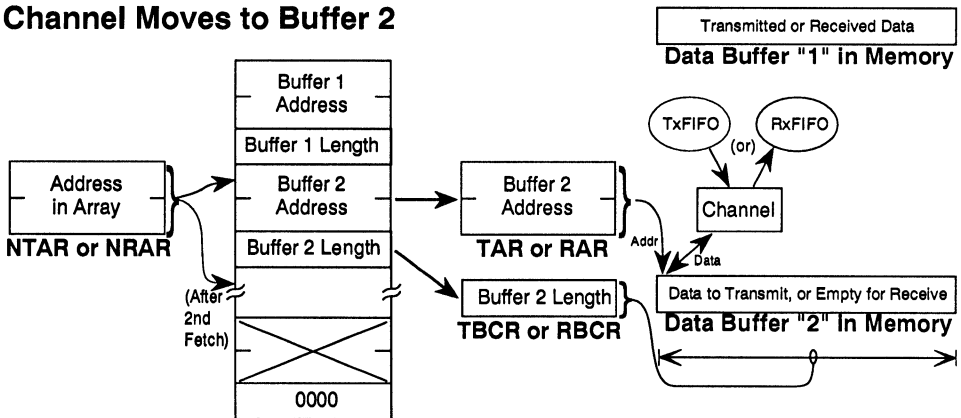 Channel Moves to Buffer 2
Transmitted or Received Data
Data Buffer "1" in Memory
Buffer 1
Address
Buffer 1 Length
TxFIFO
(or)
RxFIFO
Address
in Array
NTAR or NRAR
Buffer 2
Address
Buffer 2 Length
Buffer 2
Address
TAR or RAR
Channel
Addr
Data
(After
2nd
Fetch)
Buffer 2 Length
TBCR or RBCR
Data to Transmit, or Empty for Receive
Data Buffer "2" in Memory
0000